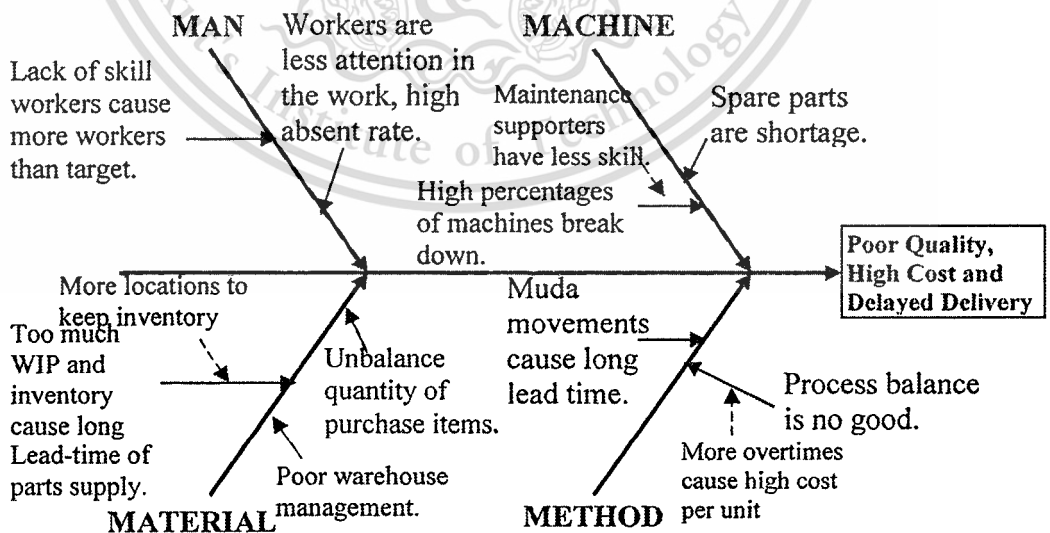 MAN
Workers are
less attention in
the work, high
absent rate.
Lack of skill
workers cause
more workers
than target.
MACHINE
Maintenance
supporters
have less skill.
Spare parts
are shortage.
High percentages
of machines break
down.
Poor Quality,
High Cost and
Delayed Delivery
More locations to
keep inventory
Too much
WIP and
inventory
cause long
Lead-time of
parts supply.
Unbalance
quantity of
purchase items.
Poor warehouse
management.
MATERIAL
Muda
movements
cause long
lead time.
Process balance
is no good.
More overtimes
cause high cost
per unit
METHOD
Institute of Technology